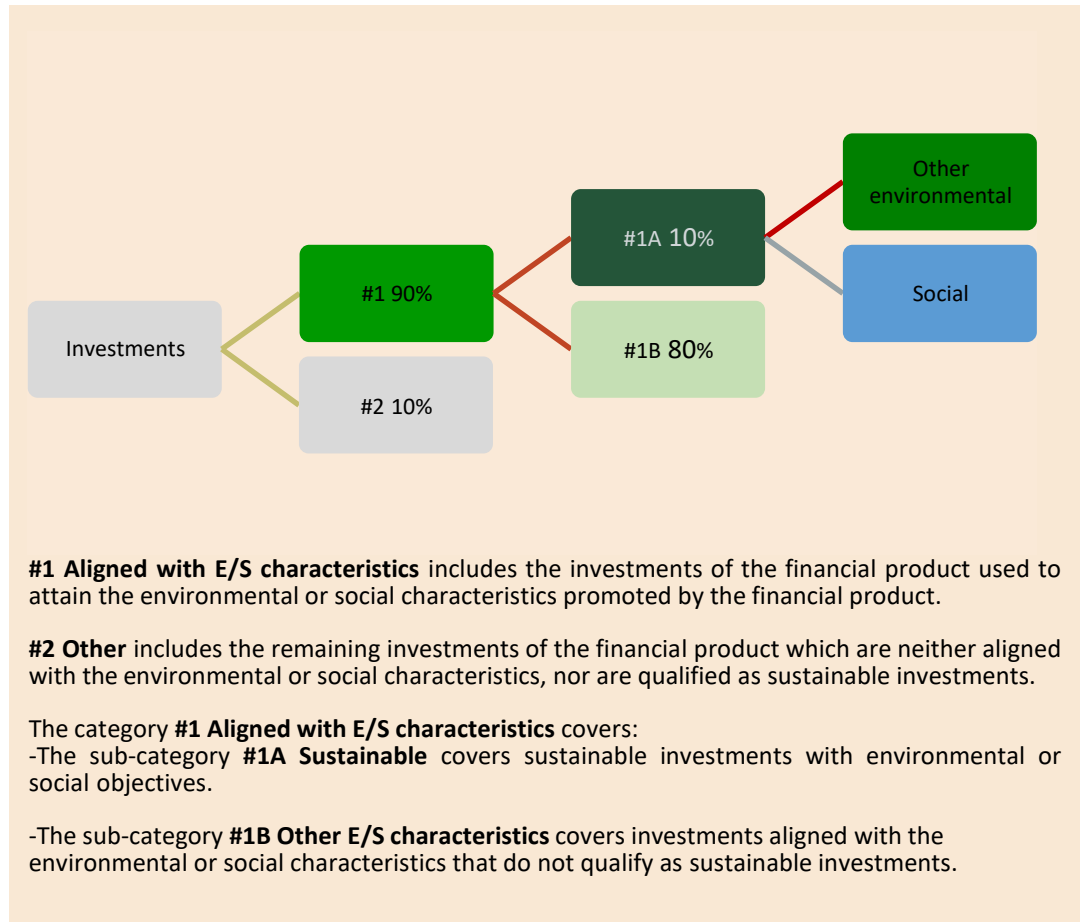 Other
environmental
#1A 10%
#1 90%
Social
Investments
#1B 80%
#2 10%
#1 Aligned with E/S characteristics includes the investments of the financial product used to
attain the environmental or social characteristics promoted by the financial product.
#2 Other includes the remaining investments of the financial product which are neither aligned
with the environmental or social characteristics, nor are qualified as sustainable investments.
The category #1 Aligned with E/S characteristics covers:
-The sub-category #1A Sustainable covers sustainable investments with environmental or
social objectives.
-The sub-category #1B Other E/S characteristics covers investments aligned with the
environmental or social characteristics that do not qualify as sustainable investments.